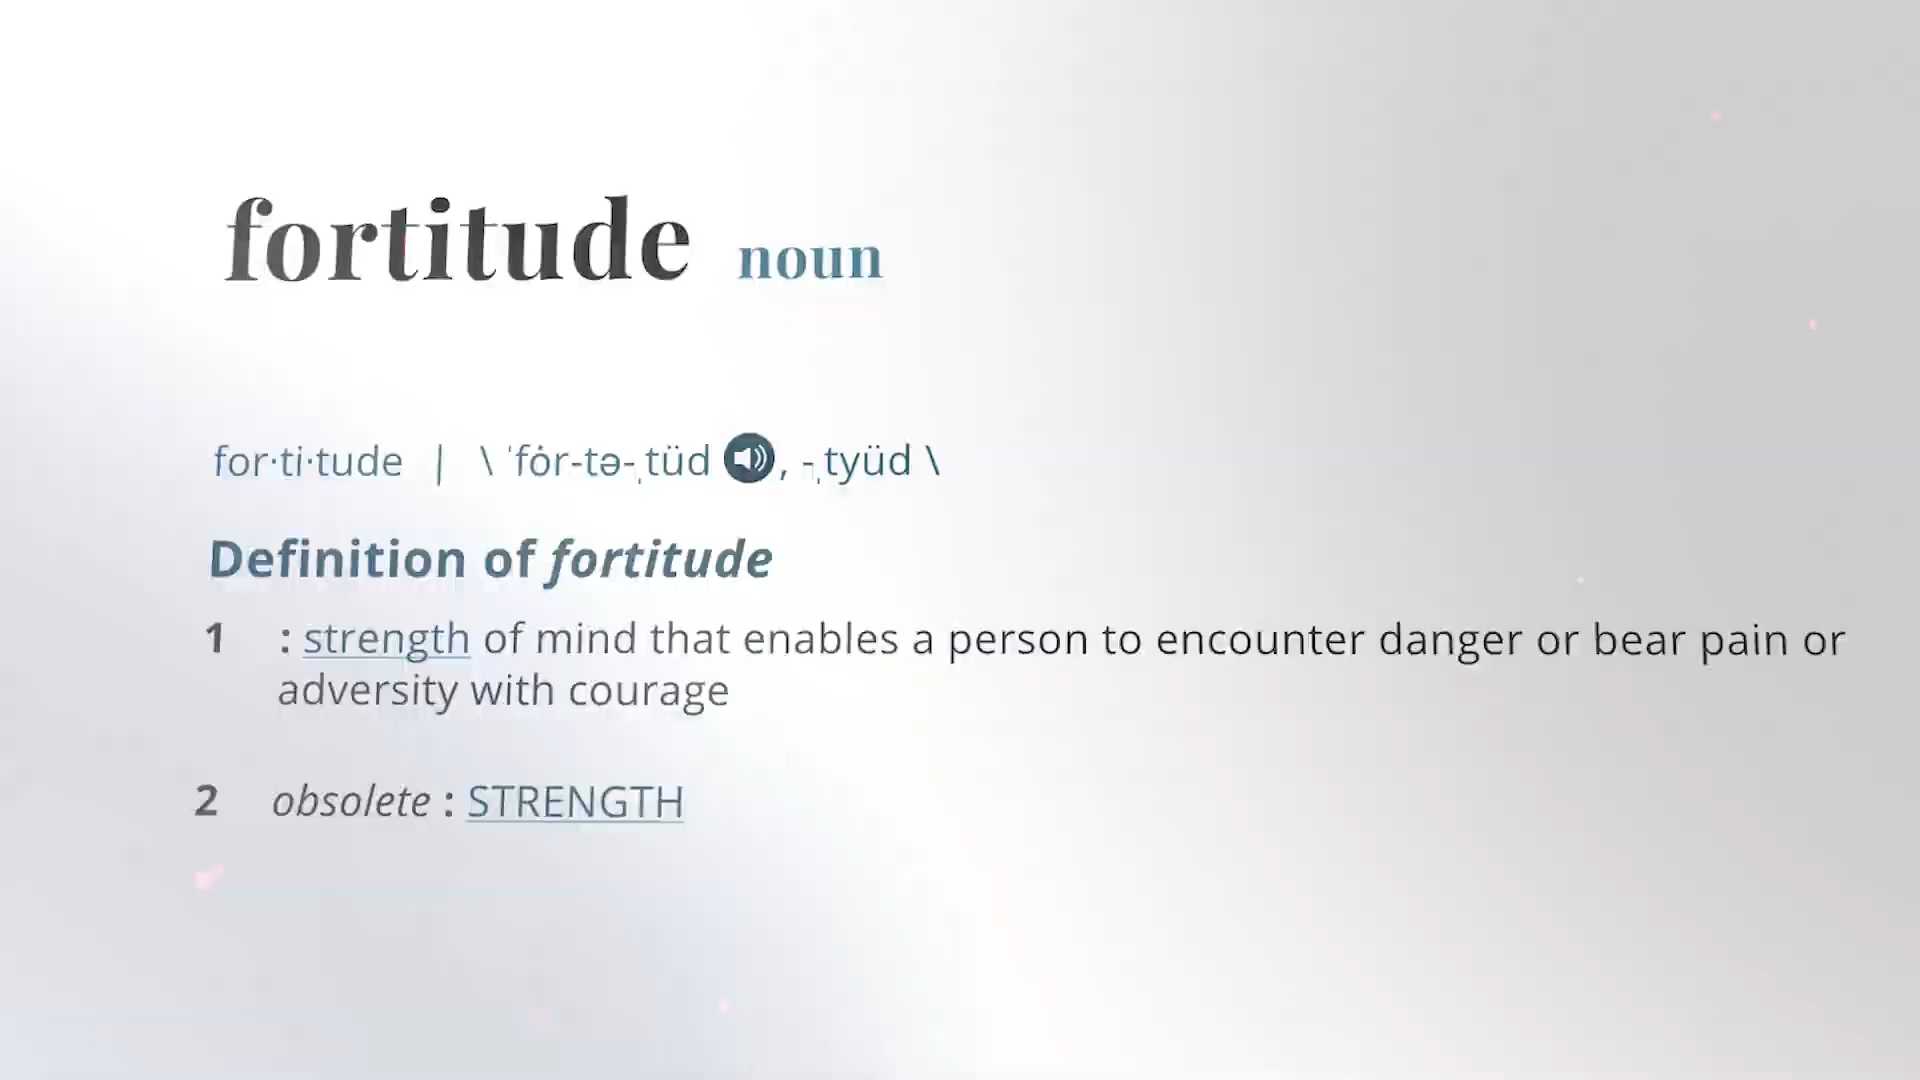 fortitude noun
for·ti·tude | \ ˈfȯr-tə-ˌtüd , -ˌtyüd \
Definition of fortitude
1 : strength of mind that enables a person to encounter danger or bear pain or
adversity with courage
2 obsolete : STRENGTH